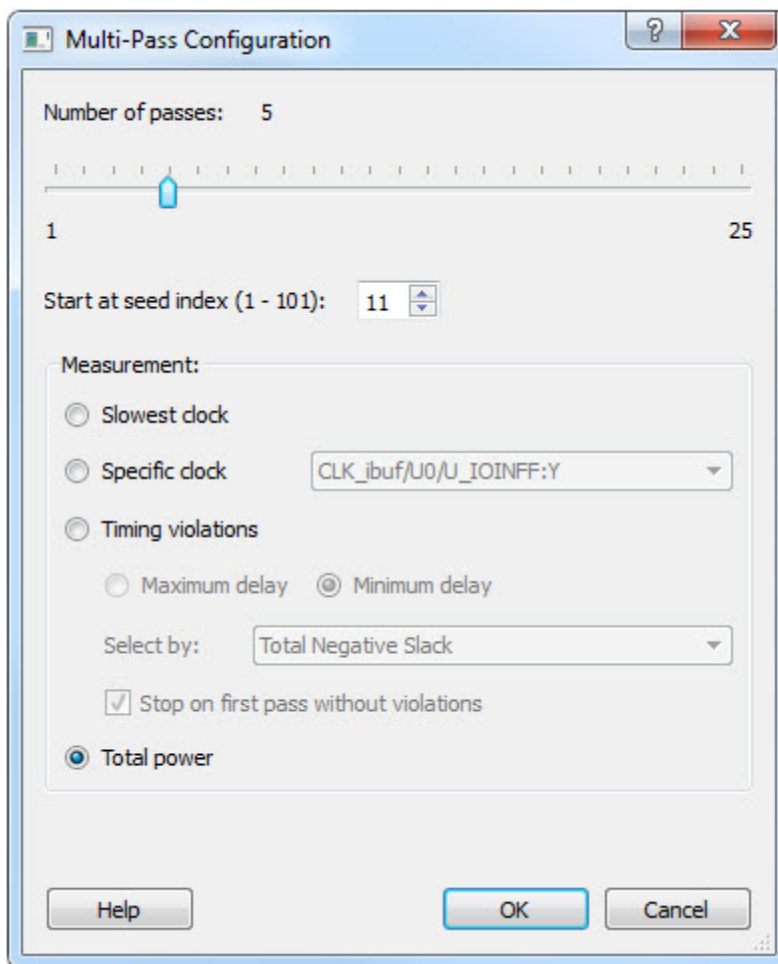 Multi-Pass Configuration
Number of passes: 5
1 25
Start at seed index (1 - 101): 11
Measurement:
Slowest clock
Specific clock CLK_ibuf/U0/U_IOINFF:Y
Timing violations
Maximum delay Minimum delay
Select by: Total Negative Slack
Stop on first pass without violations
Total power
Help OK Cancel